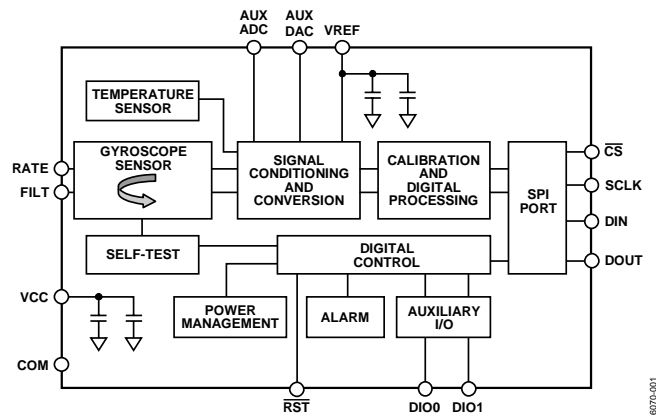 AUX
ADC
AUX
DAC
VREF
TEMPERATURE
SENSOR
RATE
FILT
GYROSCOPE
SENSOR
SIGNAL
CONDITIONING
AND
CONVERSION
CALIBRATION
AND
DIGITAL
PROCESSING
SPI
PORT
CS
SCLK
DIN
DOUT
SELF-TEST
DIGITAL
CONTROL
VCC
POWER
MANAGEMENT
ALARM
AUXILIARY
I/O
COM
RST
DIO0
DIO1
6070-001